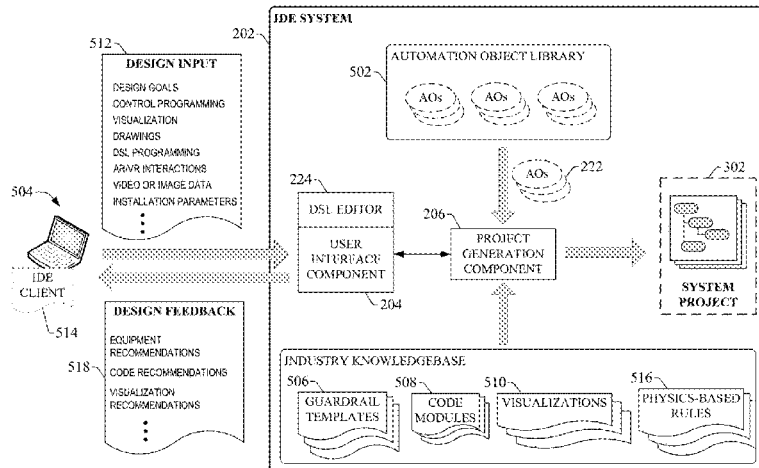 202
IDE SYSTEM
512
DESIGN INPUT
DESIGN GOALS
CONTROL PROGRAMMING
VISUALIZATION
DRAWINGS
DSL PROGRAMMING
AR/VR INTERACTIONS
VIDEO OR IMAGE DATA
INSTALLATION PARAMETERS
AUTOMATION OBJECT LIBRARY
502
AOs
AOs
AOs
AOs
222
504
IDE
CLIENT
514
224
DSL EDITOR
USER
INTERFACE
COMPONENT
204
206
PROJECT
GENERATION
COMPONENT
302
SYSTEM
PROJECT
DESIGN FEEDBACK
518
EQUIPMENT
RECOMMENDATIONS
CODE RECOMMENDATIONS
VISUALIZATION
RECOMMENDATIONS
INDUSTRY KNOWLEDGEBASE
506
GUARDRAIL
TEMPLATES
508
CODE
MODULES
510
VISUALIZATIONS
516
PHYSICS-BASED
RULES